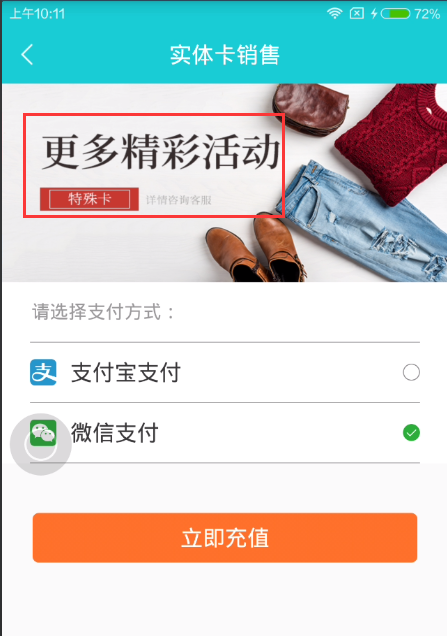 上午10:11
72%
实体卡销售
更多精彩活动
特殊卡 详情咨询客服
请选择支付方式：
支 支付宝支付
微信支付
立即充值